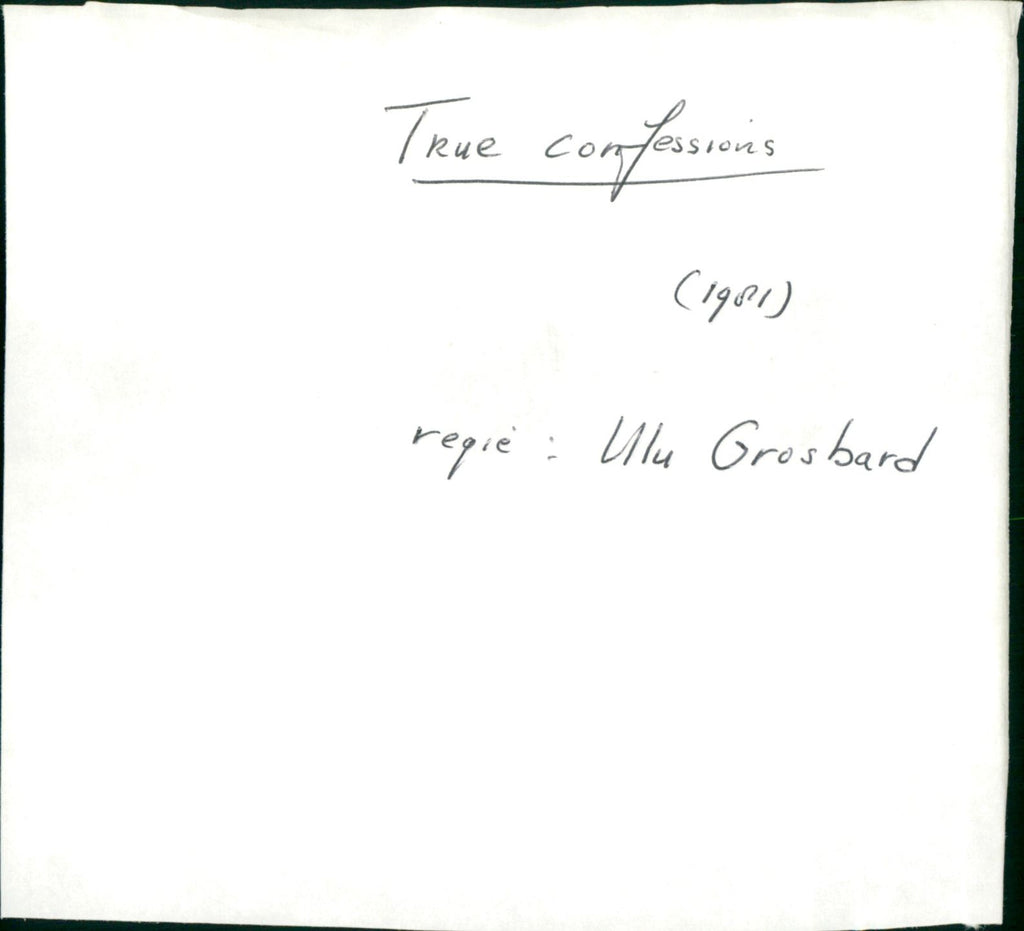 True confessions
(1981)
regie : Ulu Grosbard